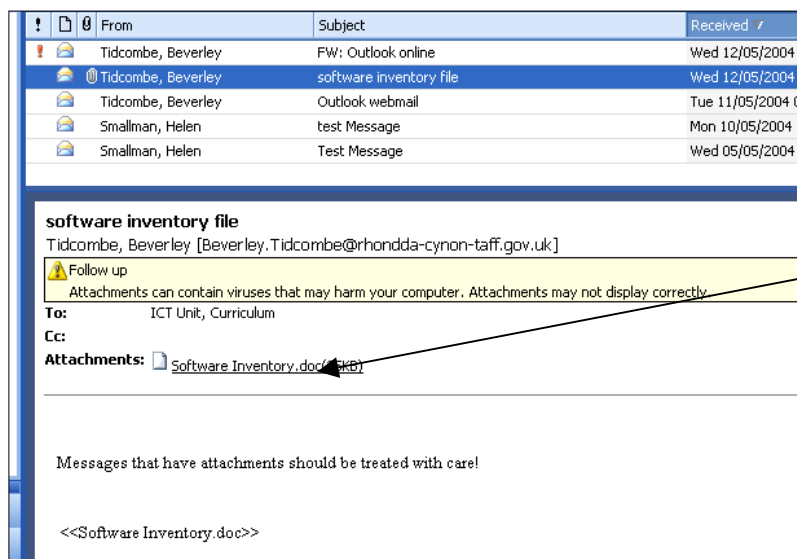 ! From Subject Received
! Tidcombe, Beverley FW: Outlook online Wed 12/05/2004
Tidcombe, Beverley software inventory file Wed 12/05/2004
Tidcombe, Beverley Outlook webmail Tue 11/05/2004
Smallman, Helen test Message Mon 10/05/2004
Smallman, Helen Test Message Wed 05/05/2004
software inventory file
Tidcombe, Beverley [Beverley.Tidcombe@rhondda-cynon-taff.gov.uk]
Follow up
Attachments can contain viruses that may harm your computer. Attachments may not display correctly.
To: ICT Unit, Curriculum
Cc:
Attachments: Software Inventory.doc
Messages that have attachments should be treated with care!
<<Software Inventory.doc>>